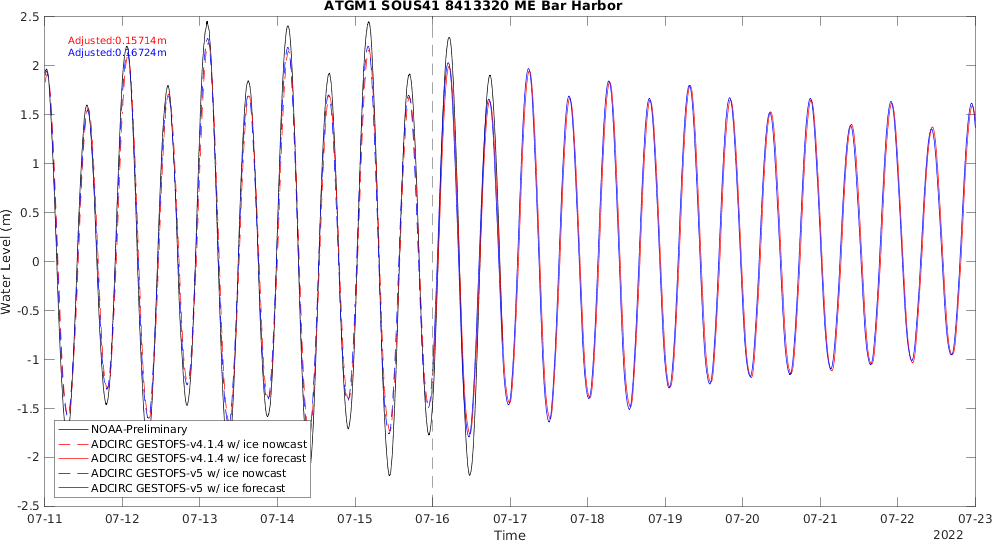 ATGM1 SOUS41 8413320 ME Bar Harbor
Adjusted:0.15714m
Adjusted:0.16724m
Water Level (m)
2.5
2
1.5
1
0.5
0
-0.5
-1
-1.5
-2
-2.5
NOAA-Preliminary
ADCIRC GESTOFS-v4.1.4 w/ ice nowcast
ADCIRC GESTOFS-v4.1.4 w/ ice forecast
ADCIRC GESTOFS-v5 w/ ice nowcast
ADCIRC GESTOFS-v5 w/ ice forecast
07-11 07-12 07-13 07-14 07-15 07-16 07-17 07-18 07-19 07-20 07-21 07-22 07-23
Time
2022